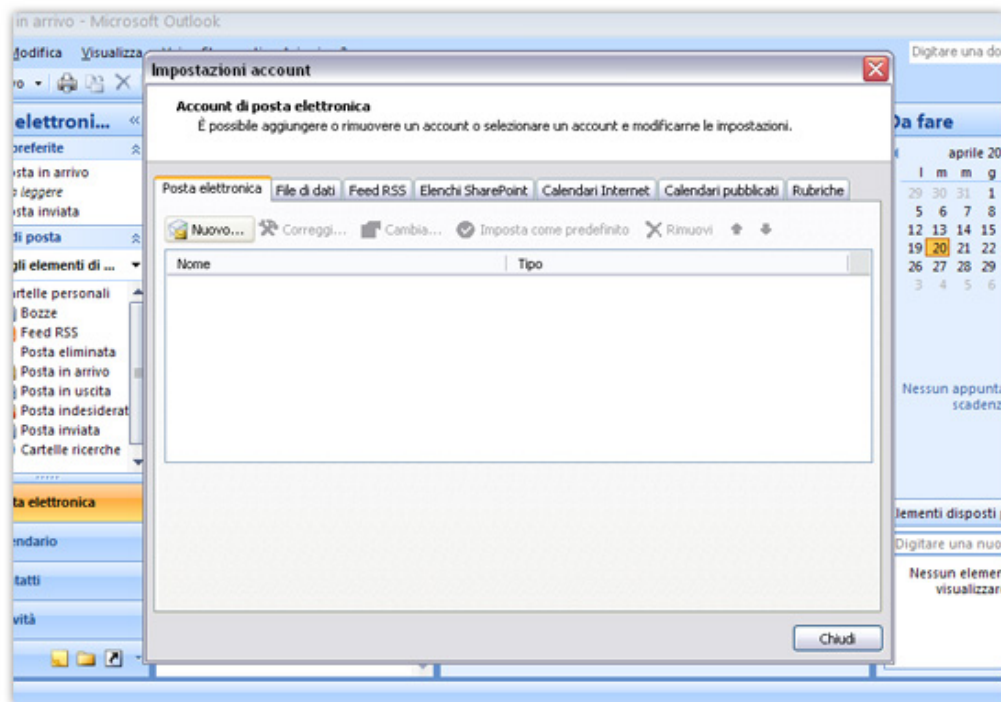 in arrivo - Microsoft Outlook
Modifica Visualizza
Digitare una do
Impostazioni account
Account di posta elettronica
È possibile aggiungere o rimuovere un account o selezionare un account e modificarne le impostazioni.
Posta elettronica File di dati Feed RSS Elenchi SharePoint Calendari Internet Calendari pubblicati Rubriche
Nuovo... Correggi... Cambia... Imposta come predefinito Rimuovi
Nome Tipo
Chiudi
elettroni... «
preferite
sta in arrivo
leggere
sta inviata
di posta
gli elementi di ...
rtelle personali
Bozze
Feed RSS
Posta eliminata
Posta in arrivo
Posta in uscita
Posta indesiderat
Posta inviata
Cartelle ricerche
ta elettronica
endario
tatti
vità
Da fare
aprile 20
l m m g
29 30 31 1
5 6 7 8
12 13 14 15
19 20 21 22
26 27 28 29
3 4 5 6
Nessun appunta
scadenz
lementi disposti
Digitare una nuo
Nessun elemen
visualizzar